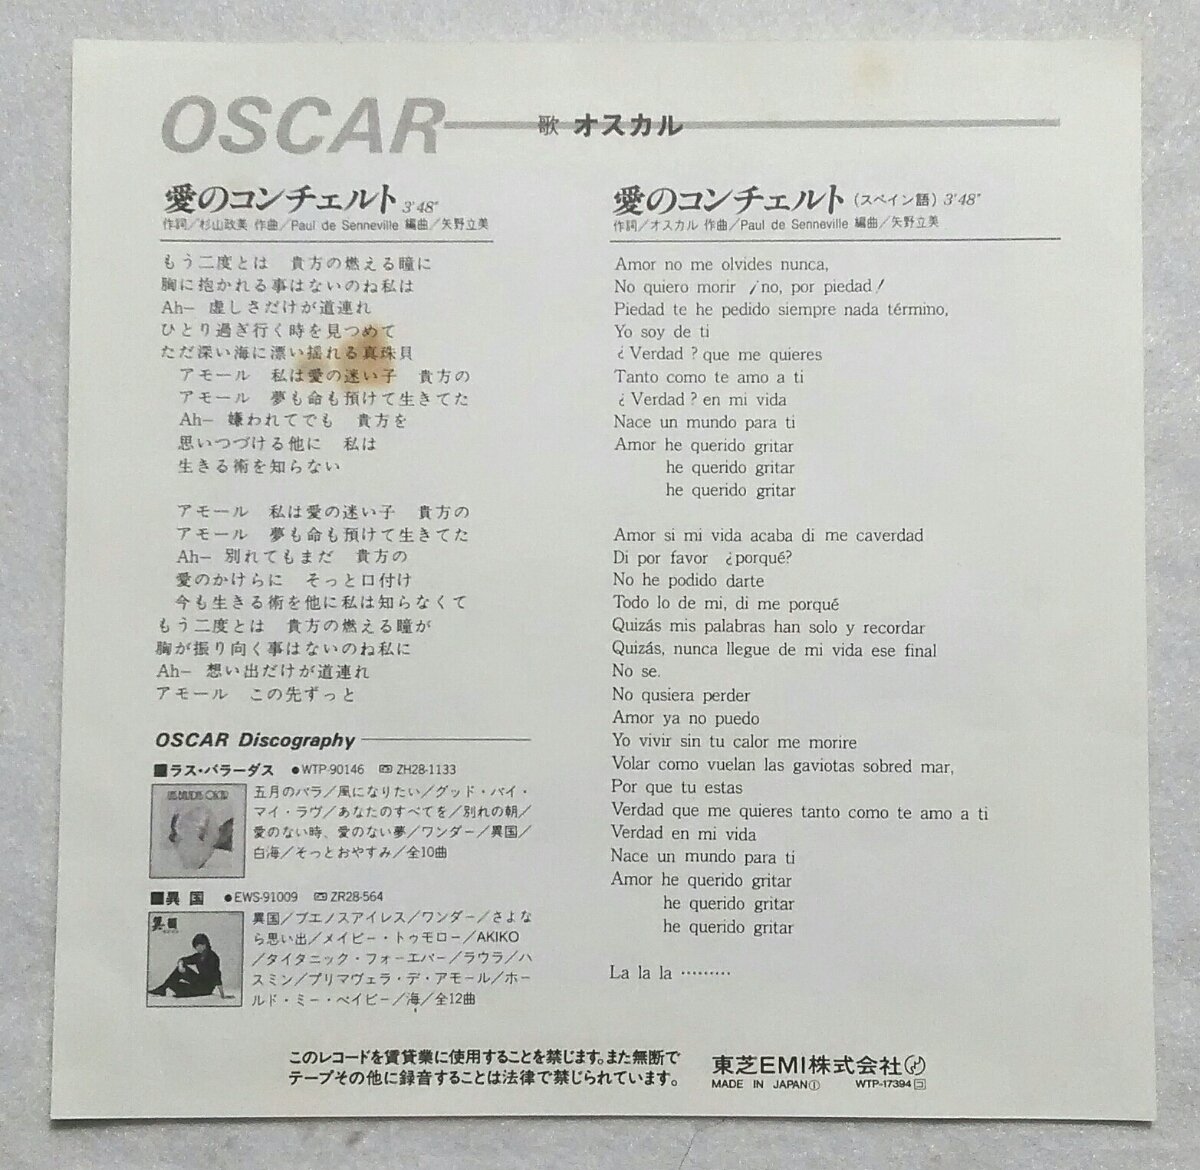 OSCAR 歌 オスカル
愛のコンチェルト 3'48"
作詞/杉山政美 作曲/Paul de Senneville 編曲/矢野立美
もう二度とは 貴方の燃える瞳に
胸に抱かれる事はないのね私は
Ah— 虚しさだけが道連れ
ひとり過ぎ行く時を見つめて
ただ深い海に漂い揺れる真珠貝
アモール 私は愛の迷い子 貴方の
アモール 夢も命も預けて生きてた
Ah— 嫌われてでも 貴方を
思いつづける他に 私は
生きる術を知らない
アモール 私は愛の迷い子 貴方の
アモール 夢も命も預けて生きてた
Ah— 別れてもまだ 貴方の
愛のかけらに そっと口付け
今も生きる術を他に私は知らなくて
もう二度とは 貴方の燃える瞳が
胸が振り向く事はないのね私に
Ah— 想い出だけが道連れ
アモール この先ずっと
OSCAR Discography
■ラス・バラーダス ●WTP-90146 ZH28-1133
LAS BALADAS OSCAR
五月のバラ/風になりたい/グッド・バイ・
マイ・ラヴ/あなたのすべてを/別れの朝/
愛のない時、愛のない夢/ワンダー/異国/
白海/そっとおやすみ/全10曲
■異国 ●EWS-91009 ZR28-564
異国
異国/ブエノスアイレス/ワンダー/さよな
ら思い出/メイビー・トゥモロー/AKIKO
/タイタニック・フォーエバー/ラウラ/ハ
スミン/プリマヴェラ・デ・アモール/ホー
ルド・ミー・ベイビー/海/全12曲
愛のコンチェルト (スペイン語) 3'48"
作詞/オスカル 作曲/Paul de Senneville 編曲/矢野立美
Amor no me olvides nunca,
No quiero morir ¡no, por piedad!
Piedad te he pedido siempre nada término,
Yo soy de ti
¿Verdad? que me quieres
Tanto como te amo a ti
¿Verdad? en mi vida
Nace un mundo para ti
Amor he querido gritar
he querido gritar
he querido gritar
Amor si mi vida acaba di me caverdad
Di por favor ¿porqué?
No he podido darte
Todo lo de mi, di me porqué
Quizás mis palabras han solo y recordar
Quizás, nunca llegue de mi vida ese final
No se.
No qusiera perder
Amor ya no puedo
Yo vivir sin tu calor me morire
Volar como vuelan las gaviotas sobred mar,
Por que tu estas
Verdad que me quieres tanto como te amo a ti
Verdad en mi vida
Nace un mundo para ti
Amor he querido gritar
he querido gritar
he querido gritar
La la la ………
このレコードを賃貸業に使用することを禁じます。また無断で
テープその他に録音することは法律で禁じられています。
東芝EMI株式会社
MADE IN JAPAN Ⓘ WTP-17394 コ